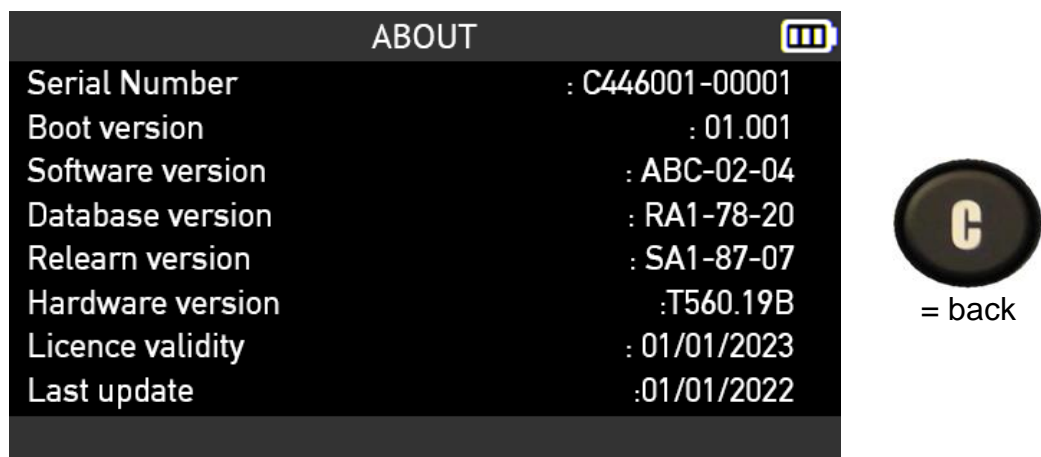 ABOUT
Serial Number : C446001-00001
Boot version : 01.001
Software version : ABC-02-04
Database version : RA1-78-20
Relearn version : SA1-87-07
Hardware version :T560.19B
Licence validity : 01/01/2023
Last update :01/01/2022
C
= back